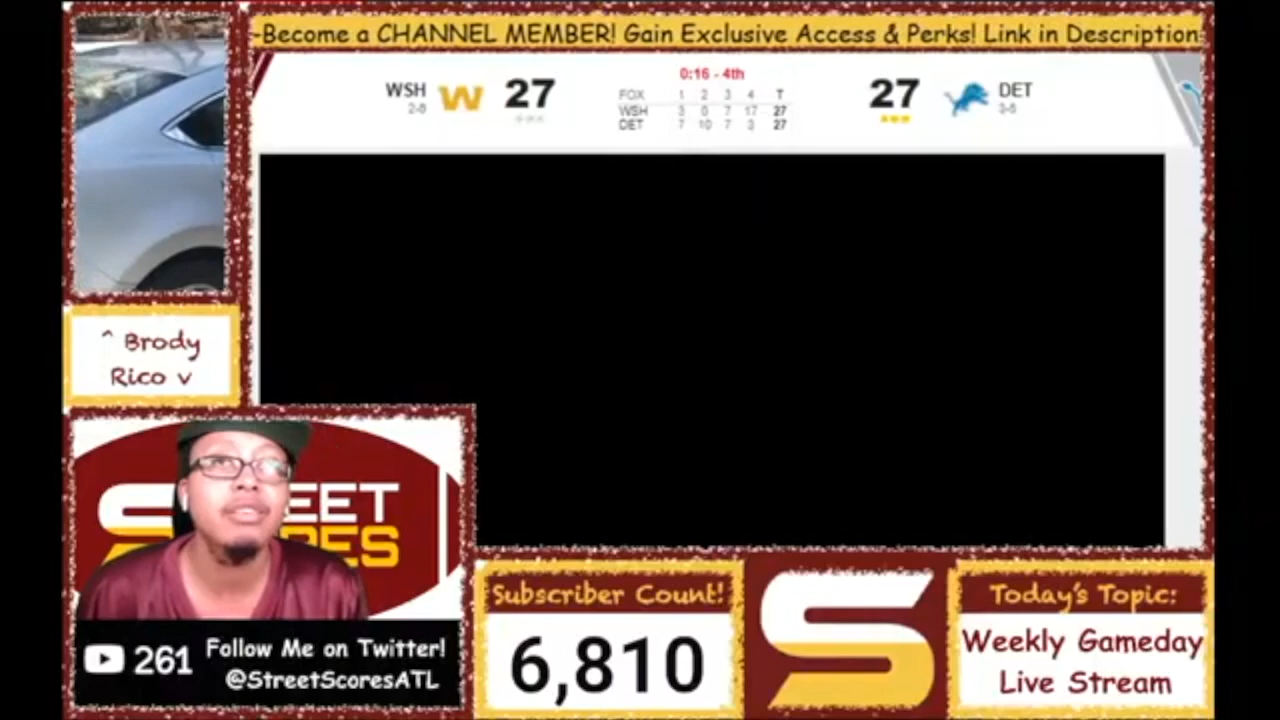 -Become a CHANNEL MEMBER! Gain Exclusive Access & Perks! Link in Description
0:16 - 4th
WSH 27
FOX 1 2 3 4 T
WSH 3 0 7 17 27
DET 7 10 7 3 27
27 DET
^ Brody
Rico v
EET
RES
261
Follow Me on Twitter!
@StreetScoresATL
Subscriber Count!
6,810
S
Today's Topic:
Weekly Gameday
Live Stream